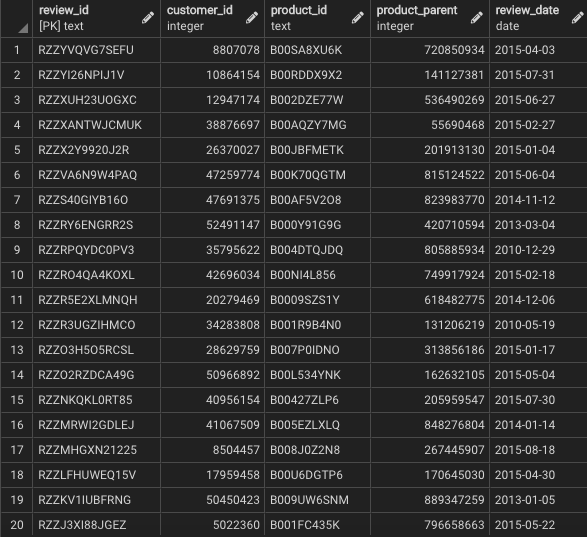 review_id customer_id product_id product_parent review_date
[PK] text integer text integer date
1 RZZYVQVG7SEFU 8807078 B00SA8XU6K 720850934 2015-04-03
2 RZZYI26NPIJ1V 10864154 B00RDDX9X2 141127381 2015-07-31
3 RZZXUH23UOGXC 12947174 B002DZE77W 536490269 2015-06-27
4 RZZXANTWJCMUK 38876697 B00AQZY7MG 55690468 2015-02-27
5 RZZX2Y9920J2R 26370027 B00JBFMETK 201913130 2015-01-04
6 RZZVA6N9W4PAQ 47259774 B00K70QGTM 815124522 2015-06-04
7 RZZS40GIYB16O 47691375 B00AF5V2O8 823983770 2014-11-12
8 RZZRY6ENGRR2S 52491147 B000Y91G9G 420710594 2013-03-04
9 RZZRPQYDC0PV3 35795622 B004DTQJDQ 805885934 2010-12-29
10 RZZRO4QA4KOXL 42696034 B00NI4L856 749917924 2015-02-18
11 RZZR5E2XLMNQH 20279469 B0009SZS1Y 618482775 2014-12-06
12 RZZR3UGZIHMCO 34283808 B001R9B4N0 131206219 2010-05-19
13 RZZO3H5O5RCSL 28629759 B007P0IDNO 313856186 2015-01-17
14 RZZO2RZDCA49G 50966892 B00L534YNK 162632105 2015-05-04
15 RZZNKQKL0RT85 40956154 B00427ZLP6 205959547 2015-07-30
16 RZZMRWI2GDLEJ 41067509 B005EZLXLQ 848276804 2014-01-14
17 RZZMHGXN21225 8504457 B008J0Z2N8 267445907 2015-08-18
18 RZZLFHUWEQ15V 17959458 B00U6DGTP6 170645030 2015-04-30
19 RZZKV1IUBFRNG 50450423 B009UW6SNM 889347259 2013-01-05
20 RZZJ3XI88JGEZ 5022360 B001FC435K 796658663 2015-05-22